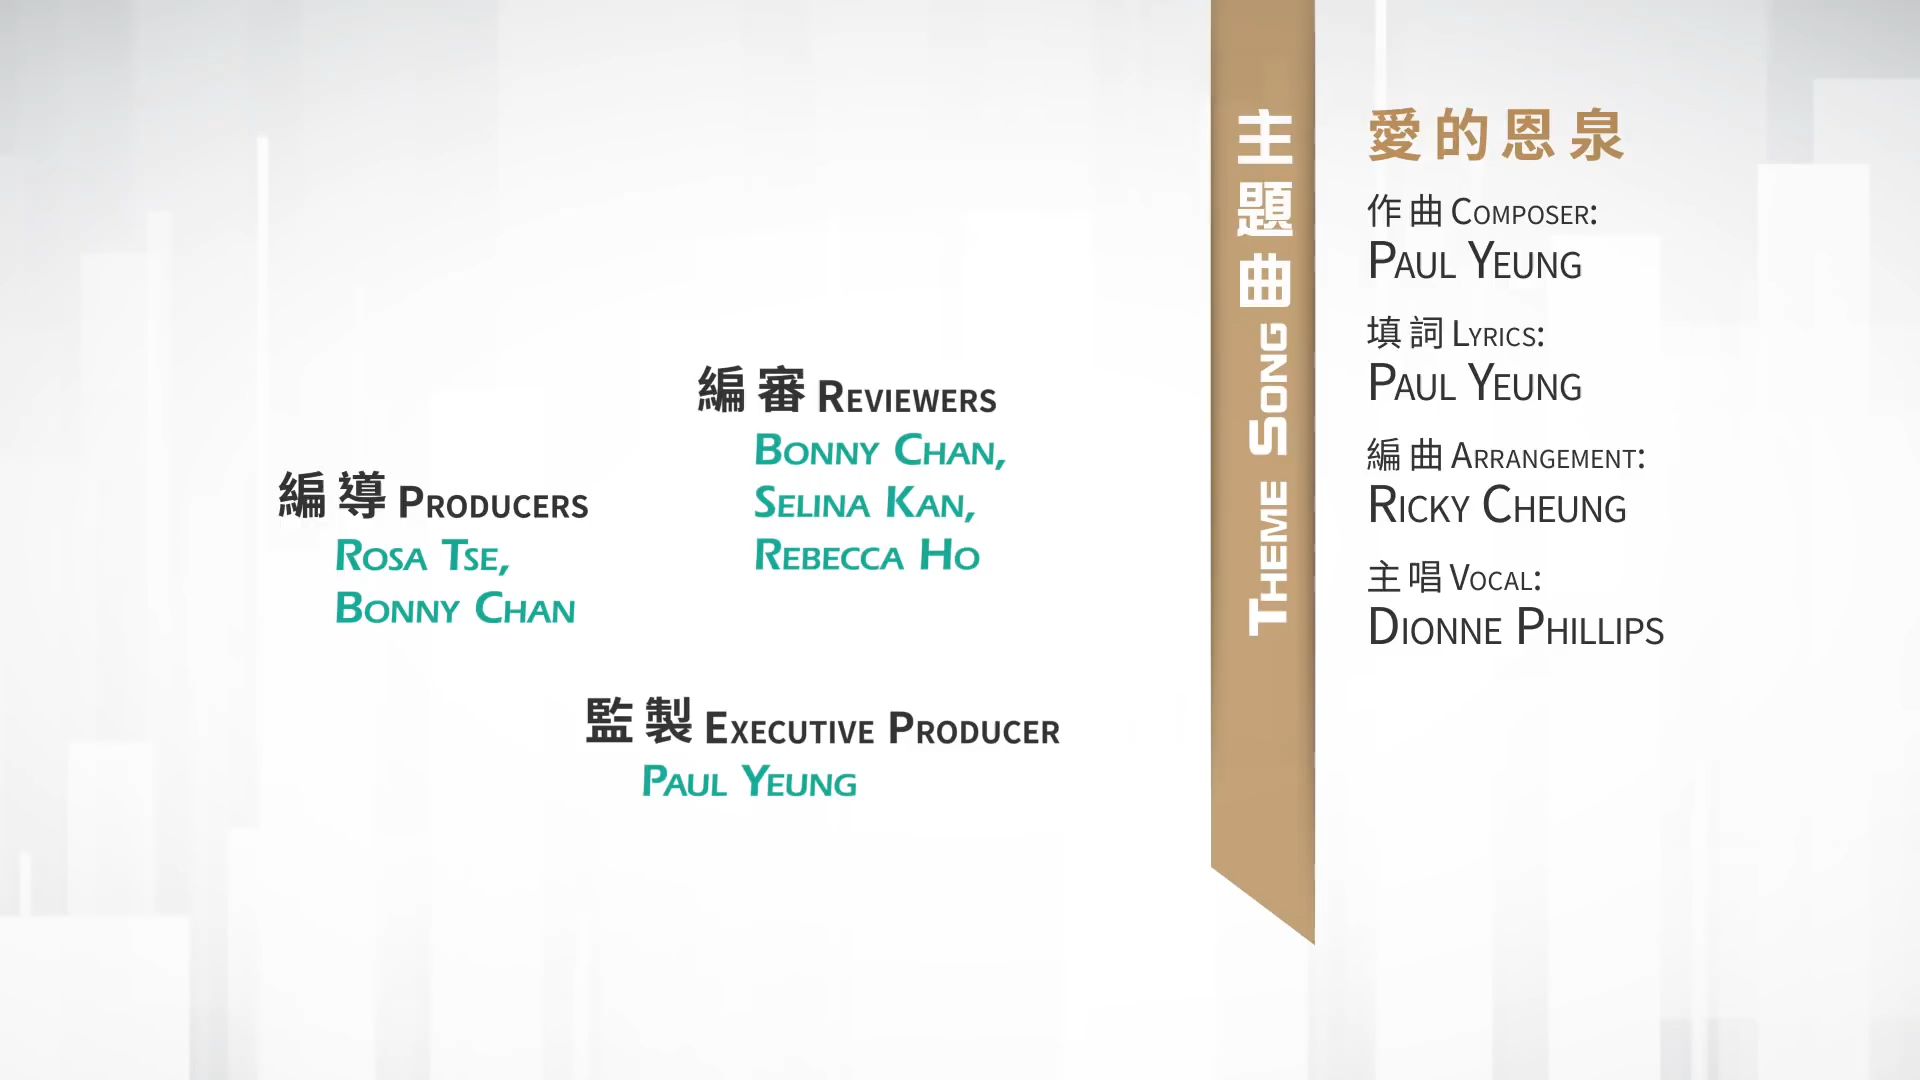 編導 Producers
Rosa Tse,
Bonny Chan
編審 Reviewers
Bonny Chan,
Selina Kan,
Rebecca Ho
監製 Executive Producer
Paul Yeung
主題曲 Theme Song
愛的恩泉
作曲 Composer:
Paul Yeung
填詞 Lyrics:
Paul Yeung
編曲 Arrangement:
Ricky Cheung
主唱 Vocal:
Dionne Phillips